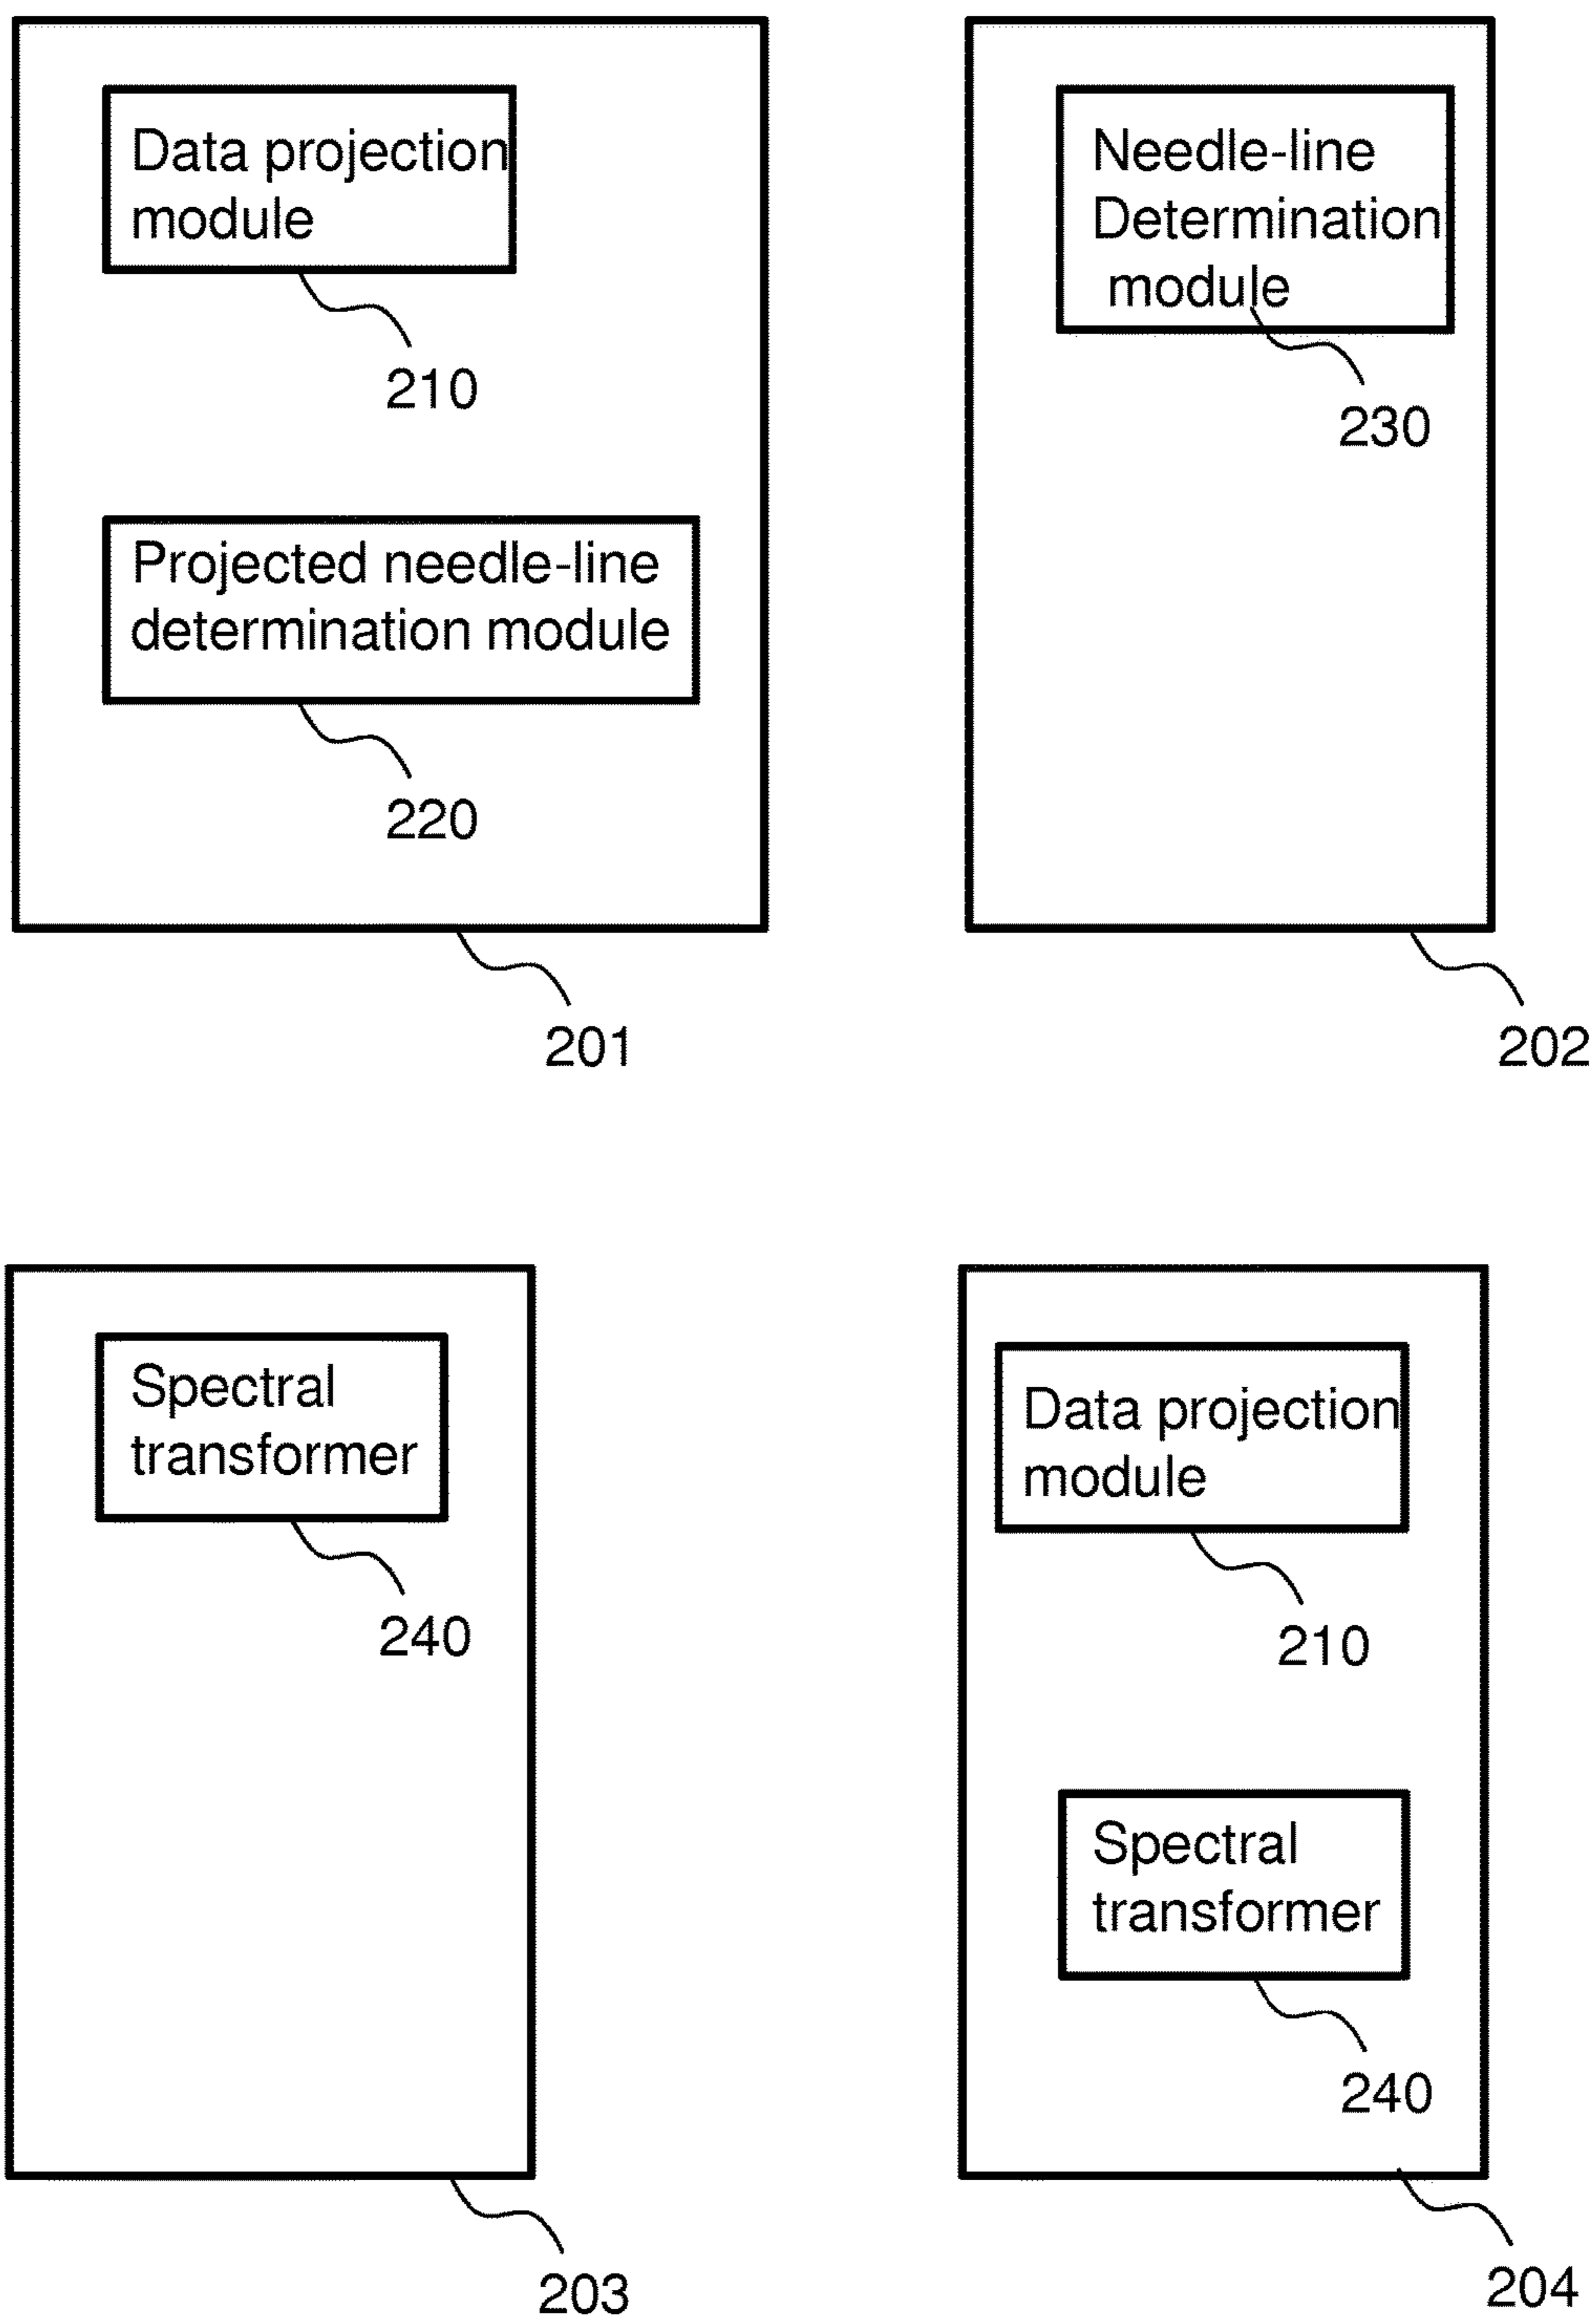 Data projection
module
210
Projected needle-line
determination module
220
201
Needle-line
Determination
module
230
202
Spectral
transformer
240
203
Data projection
module
210
Spectral
transformer
240
204